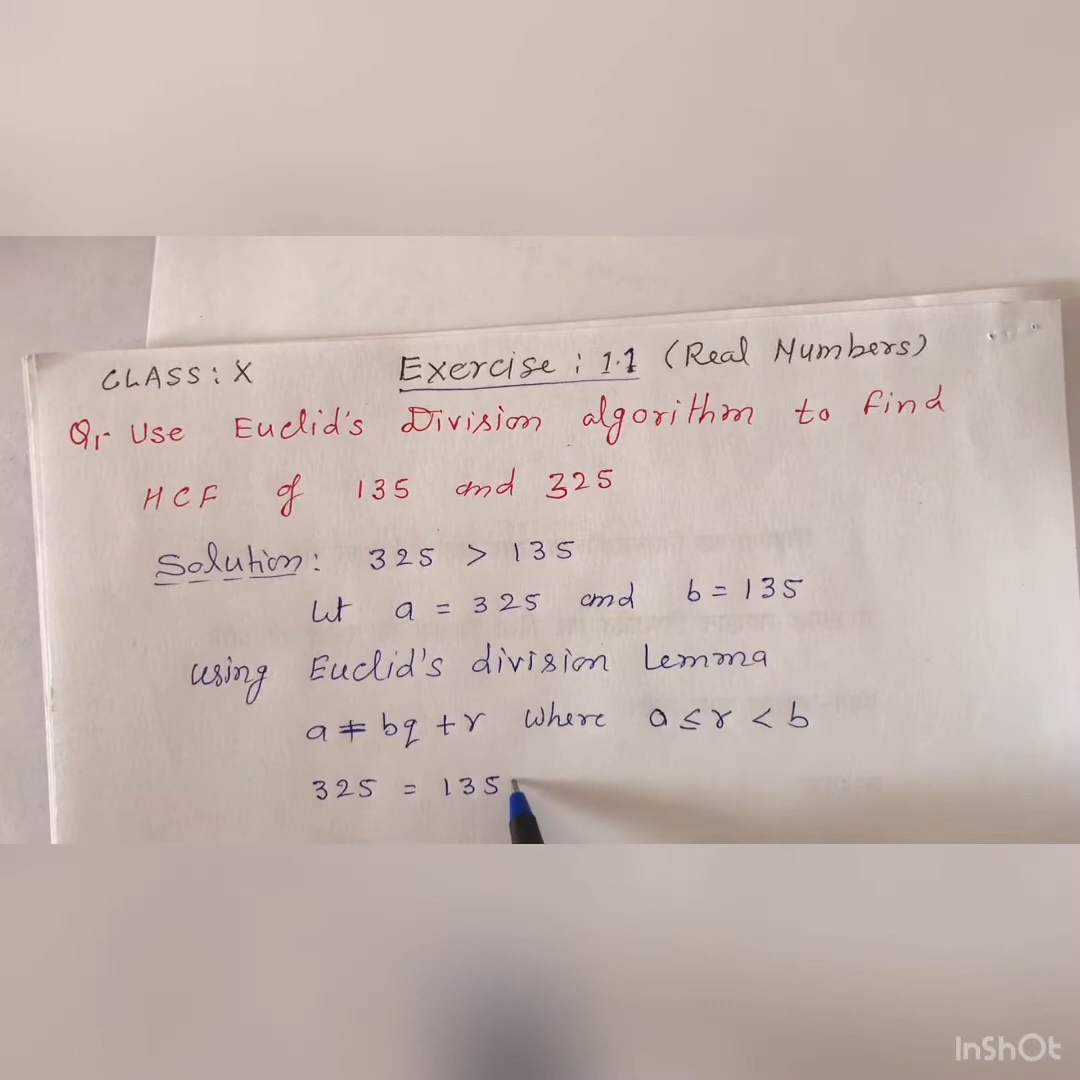 CLASS: X Exercise: 1.1 (Real Numbers)
Q1- Use Euclid's Division algorithm to find
HCF of 135 and 325
Solution: 325 > 135
Let a = 325 and b = 135
using Euclid's division Lemma
a = bq + r where 0 ≤ r < b
325 = 135
InShOt